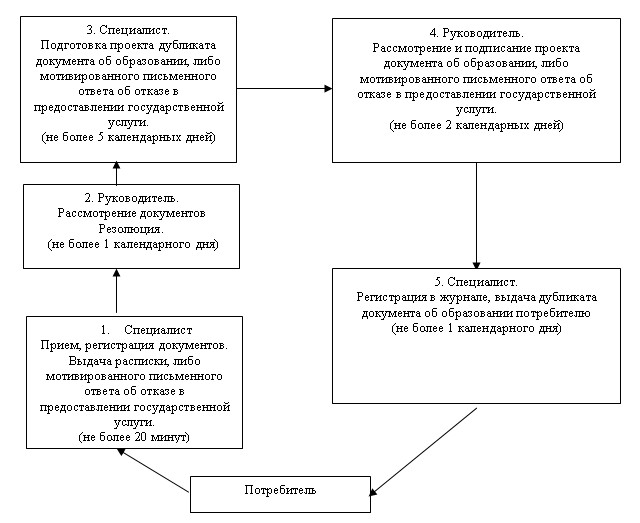 3. Специалист.
Подготовка проекта дубликата
документа об образовании, либо
мотивированного письменного
ответа об отказе в
предоставлении государственной
услуги.
(не более 5 календарных дней)
4. Руководитель.
Рассмотрение и подписание проекта
документа об образовании, либо
мотивированного письменного ответа об
отказе в предоставлении государственной
услуги.
(не более 2 календарных дней)
2. Руководитель.
Рассмотрение документов
Резолюция.
(не более 1 календарного дня)
5. Специалист.
Регистрация в журнале, выдача дубликата
документа об образовании потребителю
(не более 1 календарного дня)
1. Специалист
Прием, регистрация документов.
Выдача расписки, либо
мотивированного письменного
ответа об отказе в
предоставлении государственной
услуги.
(не более 20 минут)
Потребитель